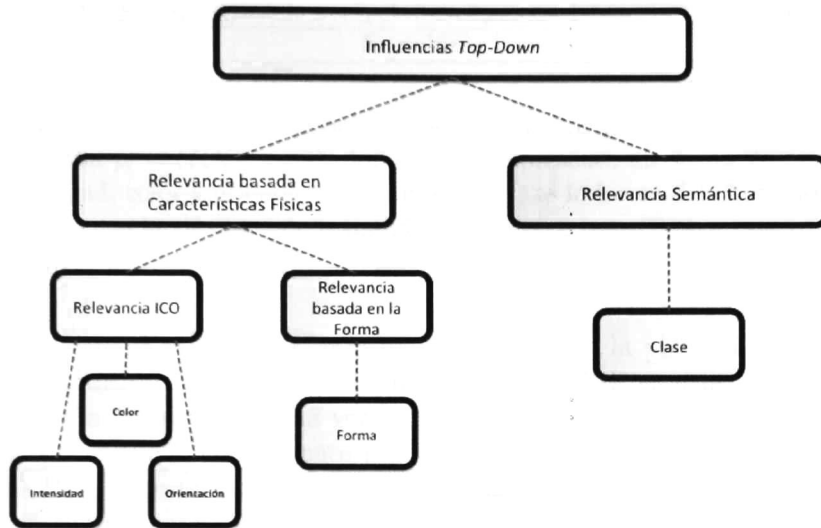 Influencias Top-Down
Relevancia basada en
Características Físicas
Relevancia Semántica
Relevancia ICO
Relevancia
basada en la
Forma
Clase
Color
Forma
Intensidad
Orientación